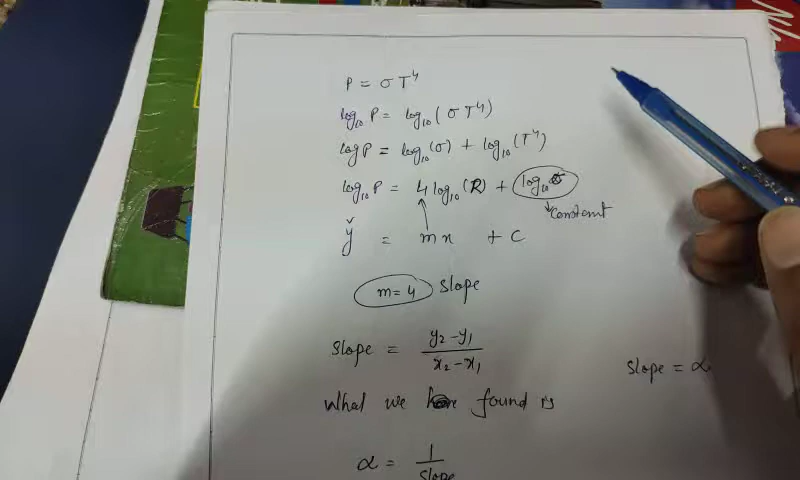 P = σT⁴
log₁₀ P = log₁₀ (σT⁴)
log P = log₁₀(σ) + log₁₀(T⁴)
log₁₀ P = 4 log₁₀ (R) + log₁₀ σ
constant
y = mx + C
m = 4 slope
slope = y₂-y₁ / x₂-x₁
slope = α
What we found is
α = 1 / slope